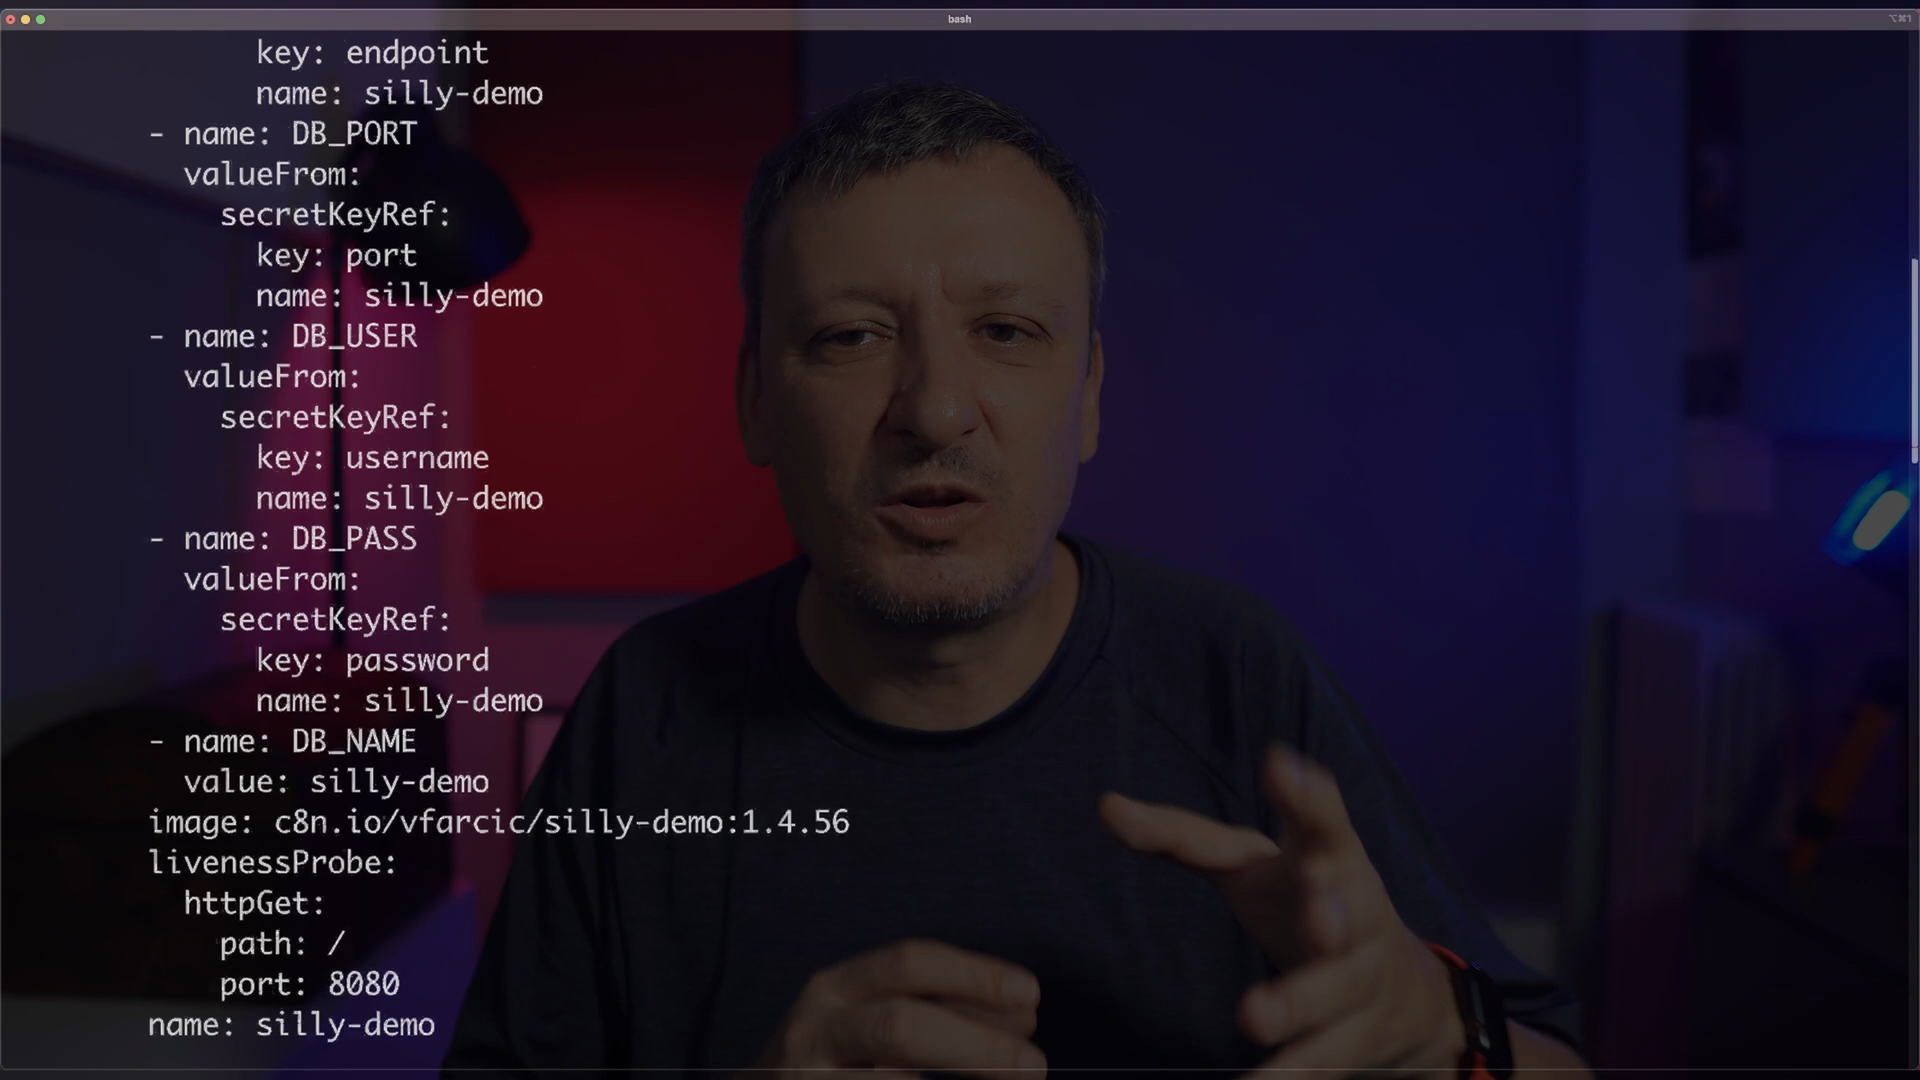 bash
⌥⌘1
key: endpoint
name: silly-demo
- name: DB_PORT
valueFrom:
secretKeyRef:
key: port
name: silly-demo
- name: DB_USER
valueFrom:
secretKeyRef:
key: username
name: silly-demo
- name: DB_PASS
valueFrom:
secretKeyRef:
key: password
name: silly-demo
- name: DB_NAME
value: silly-demo
image: c8n.io/vfarcic/silly-demo:1.4.56
livenessProbe:
httpGet:
path: /
port: 8080
name: silly-demo